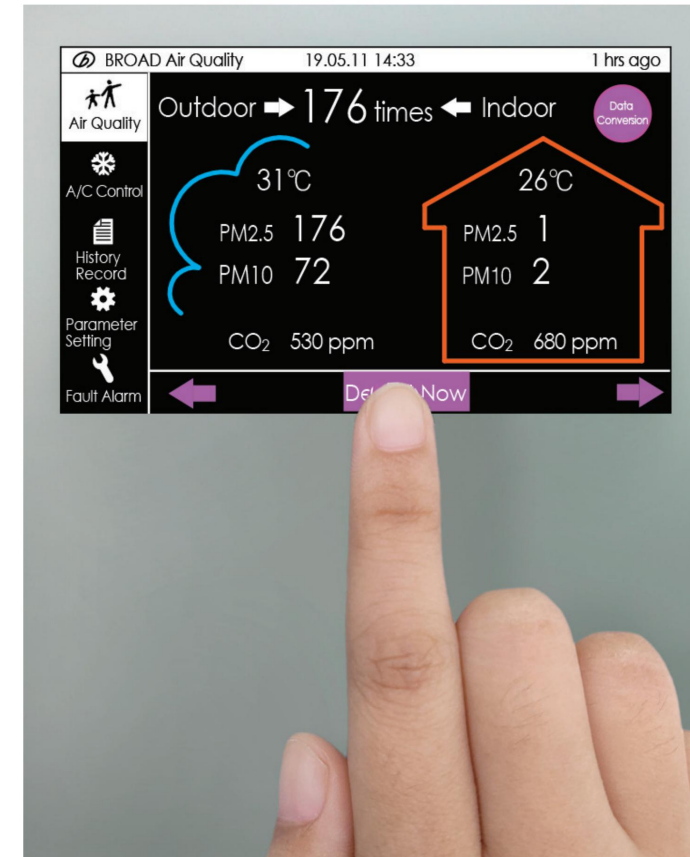 BROAD Air Quality 19.05.11 14:33 1 hrs ago
Air Quality
A/C Control
History
Record
Parameter
Setting
Fault Alarm
Outdoor 176 times Indoor
Data
Conversion
31℃
PM2.5 176
PM10 72
CO₂ 530 ppm
26℃
PM2.5 1
PM10 2
CO₂ 680 ppm
Now